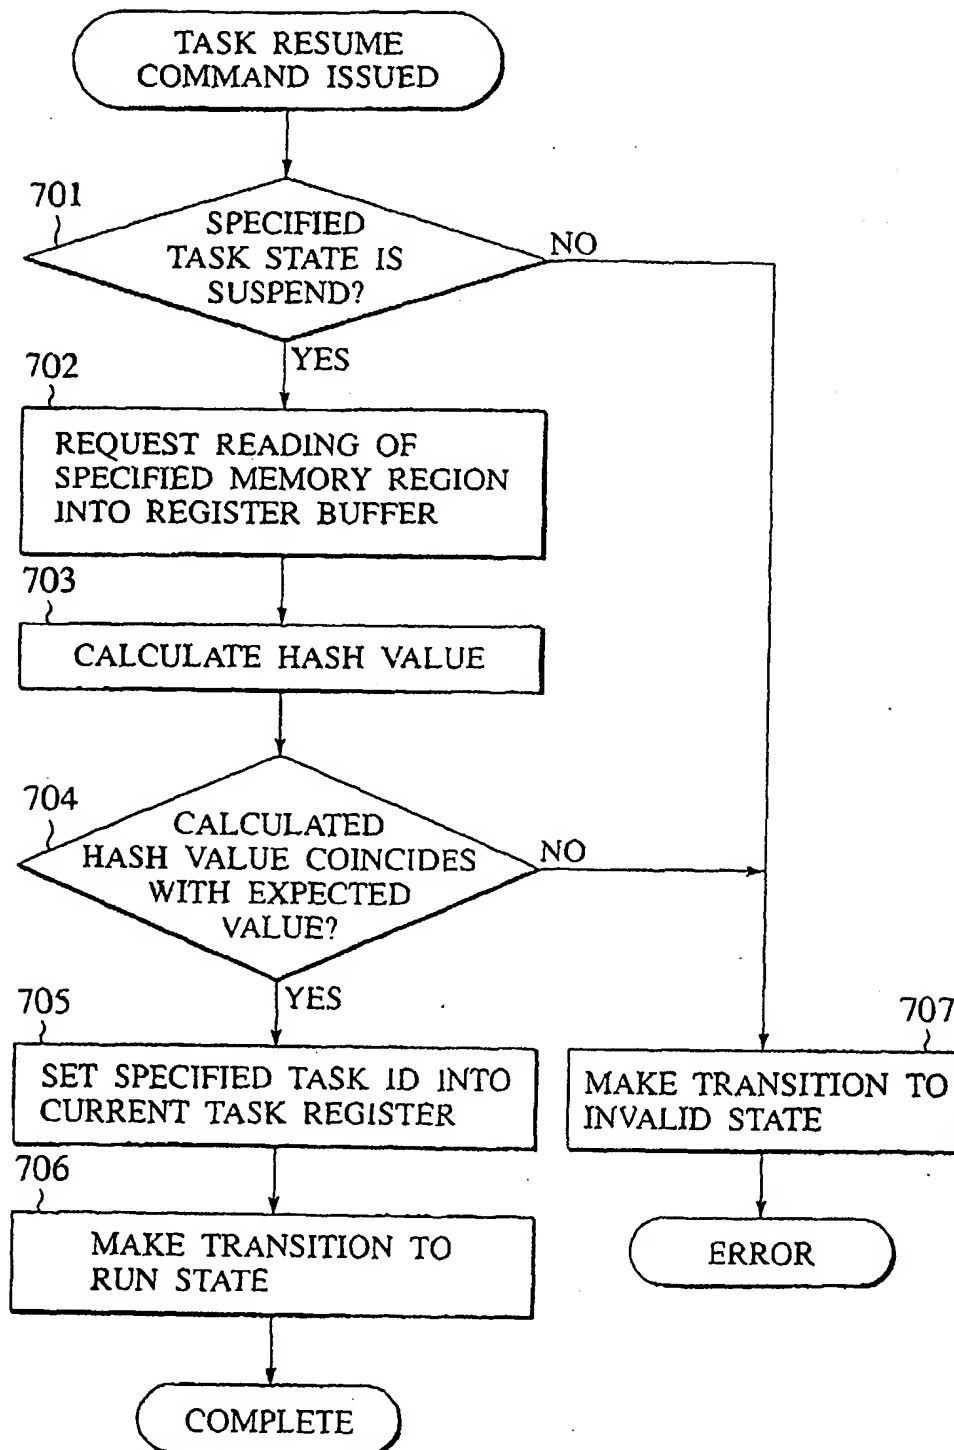 TASK RESUME
COMMAND ISSUED
701
SPECIFIED
TASK STATE IS
SUSPEND?
NO
YES
702
REQUEST READING OF
SPECIFIED MEMORY REGION
INTO REGISTER BUFFER
703
CALCULATE HASH VALUE
704
CALCULATED
HASH VALUE COINCIDES
WITH EXPECTED
VALUE?
NO
YES
705
SET SPECIFIED TASK ID INTO
CURRENT TASK REGISTER
707
MAKE TRANSITION TO
INVALID STATE
706
MAKE TRANSITION TO
RUN STATE
ERROR
COMPLETE